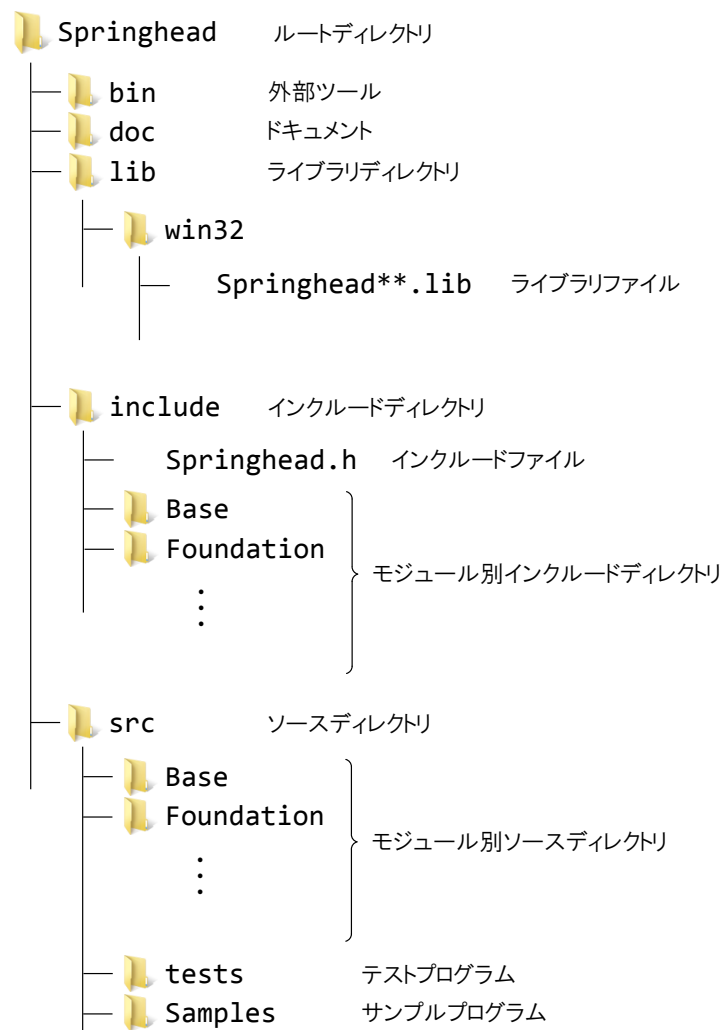 Springhead ルートディレクトリ
bin 外部ツール
doc ドキュメント
lib ライブラリディレクトリ
win32
Springhead**.lib ライブラリファイル
include インクルードディレクトリ
Springhead.h インクルードファイル
Base
Foundation
モジュール別インクルードディレクトリ
src ソースディレクトリ
Base
Foundation
モジュール別ソースディレクトリ
tests テストプログラム
Samples サンプルプログラム